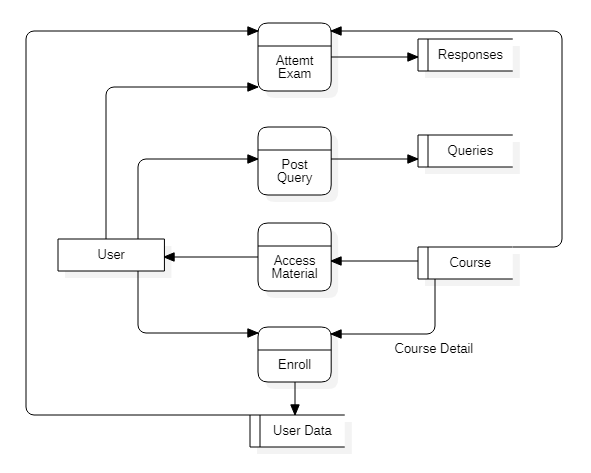 Attemt
Exam
Responses
Post
Query
Queries
User
Access
Material
Course
Course Detail
Enroll
User Data